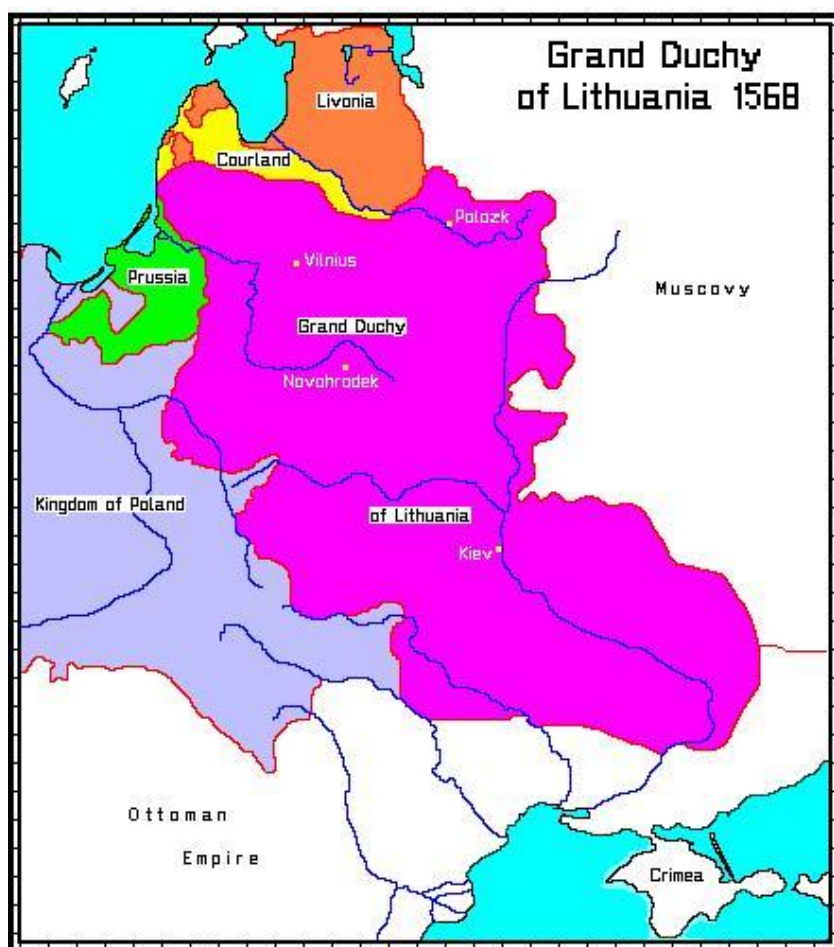 Grand Duchy
of Lithuania 1568
Livonia
Courland
Polozk
Vilnius
Prussia
Muscovy
Grand Duchy
Novohrodek
Kingdom of Poland
of Lithuania
Kiev
Ottoman
Empire
Crimea